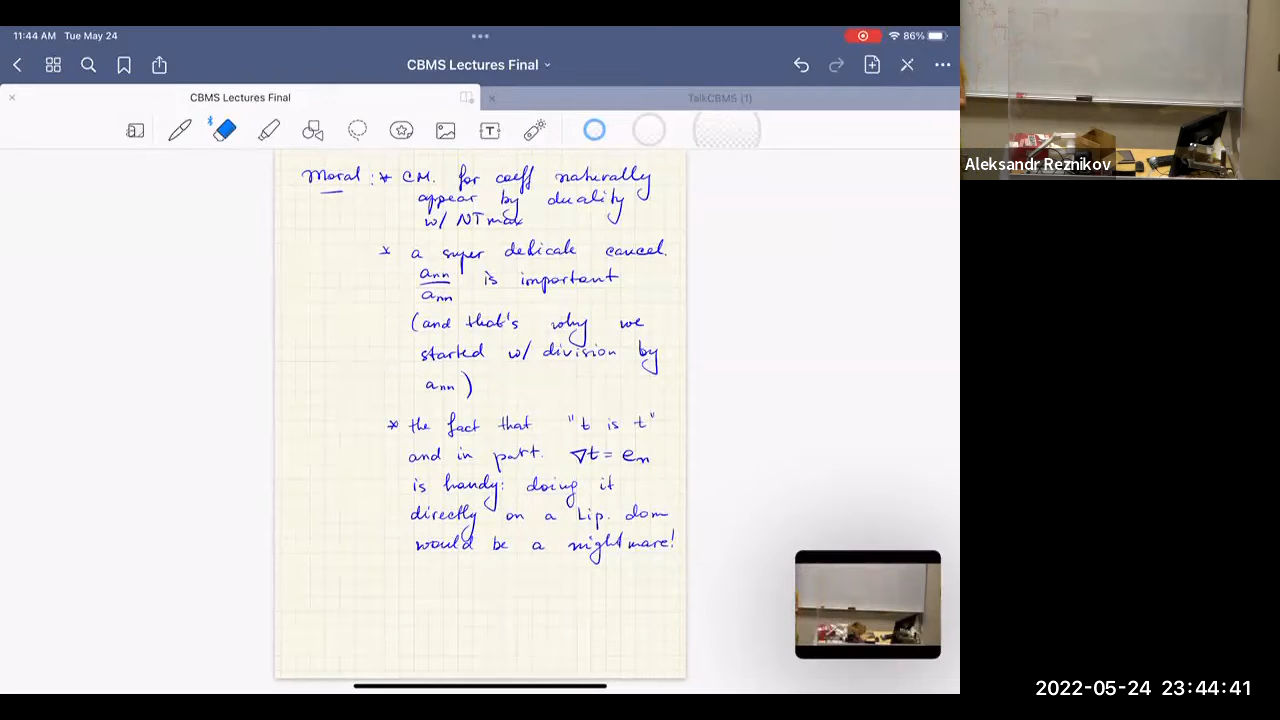 11:44 AM Tue May 24
86%
CBMS Lectures Final
CBMS Lectures Final
TalkCBMS (1)
Aleksandr Reznikov
Moral: * CM. for coeff naturally
appear by duality
w/ NT max
* a super delicate cancel.
ann/ann is important
(and that's why we
started w/ division by
ann)
* the fact that "t is t"
and in part. ∇t = en
is handy: doing it
directly on a Lip. dom
would be a nightmare!
2022-05-24 23:44:41